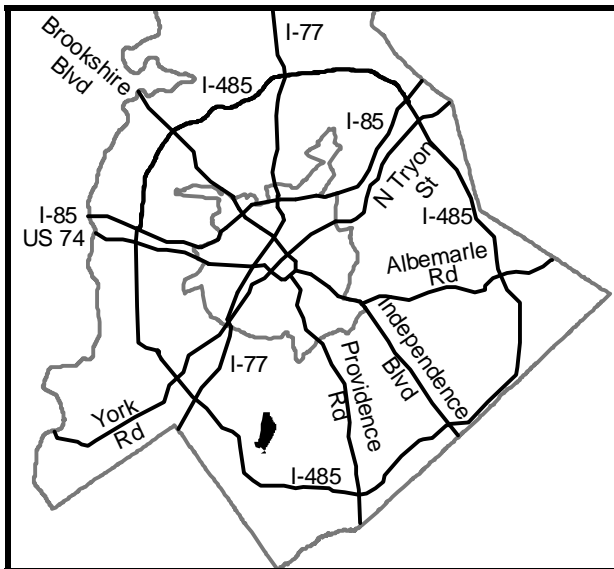 I-77
Brookshire
Blvd
I-485
I-85
N Tryon
St
I-85
US 74
I-485
Albemarle
Rd
Independence
Blvd
Providence
Rd
I-77
York
Rd
I-485